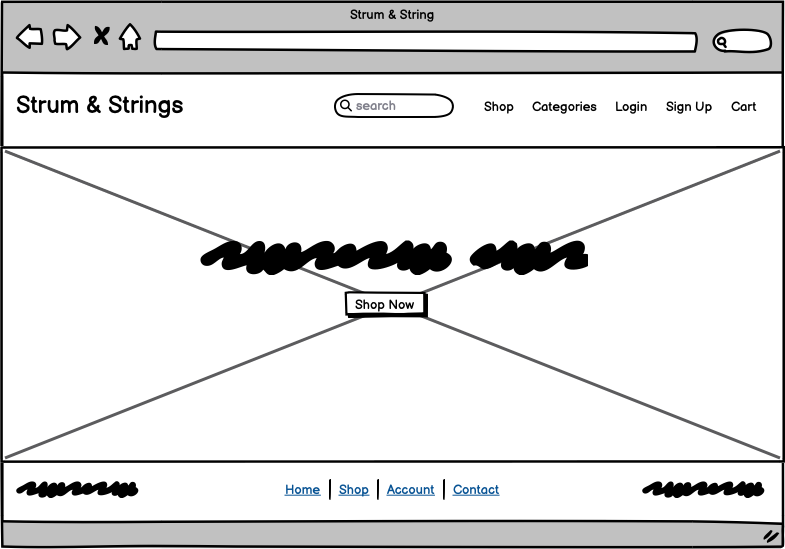 Strum & String
Strum & Strings
search
Shop Categories Login Sign Up Cart
Shop Now
Home Shop Account Contact